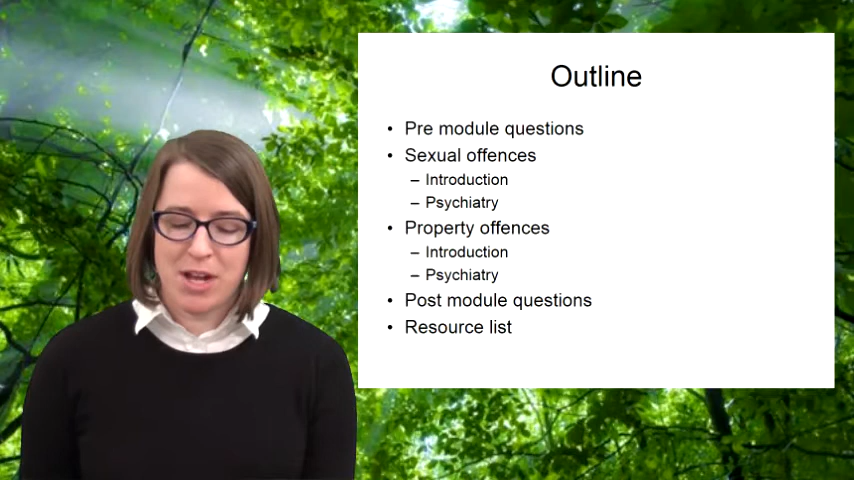 Outline
• Pre module questions
• Sexual offences
– Introduction
– Psychiatry
• Property offences
– Introduction
– Psychiatry
• Post module questions
• Resource list